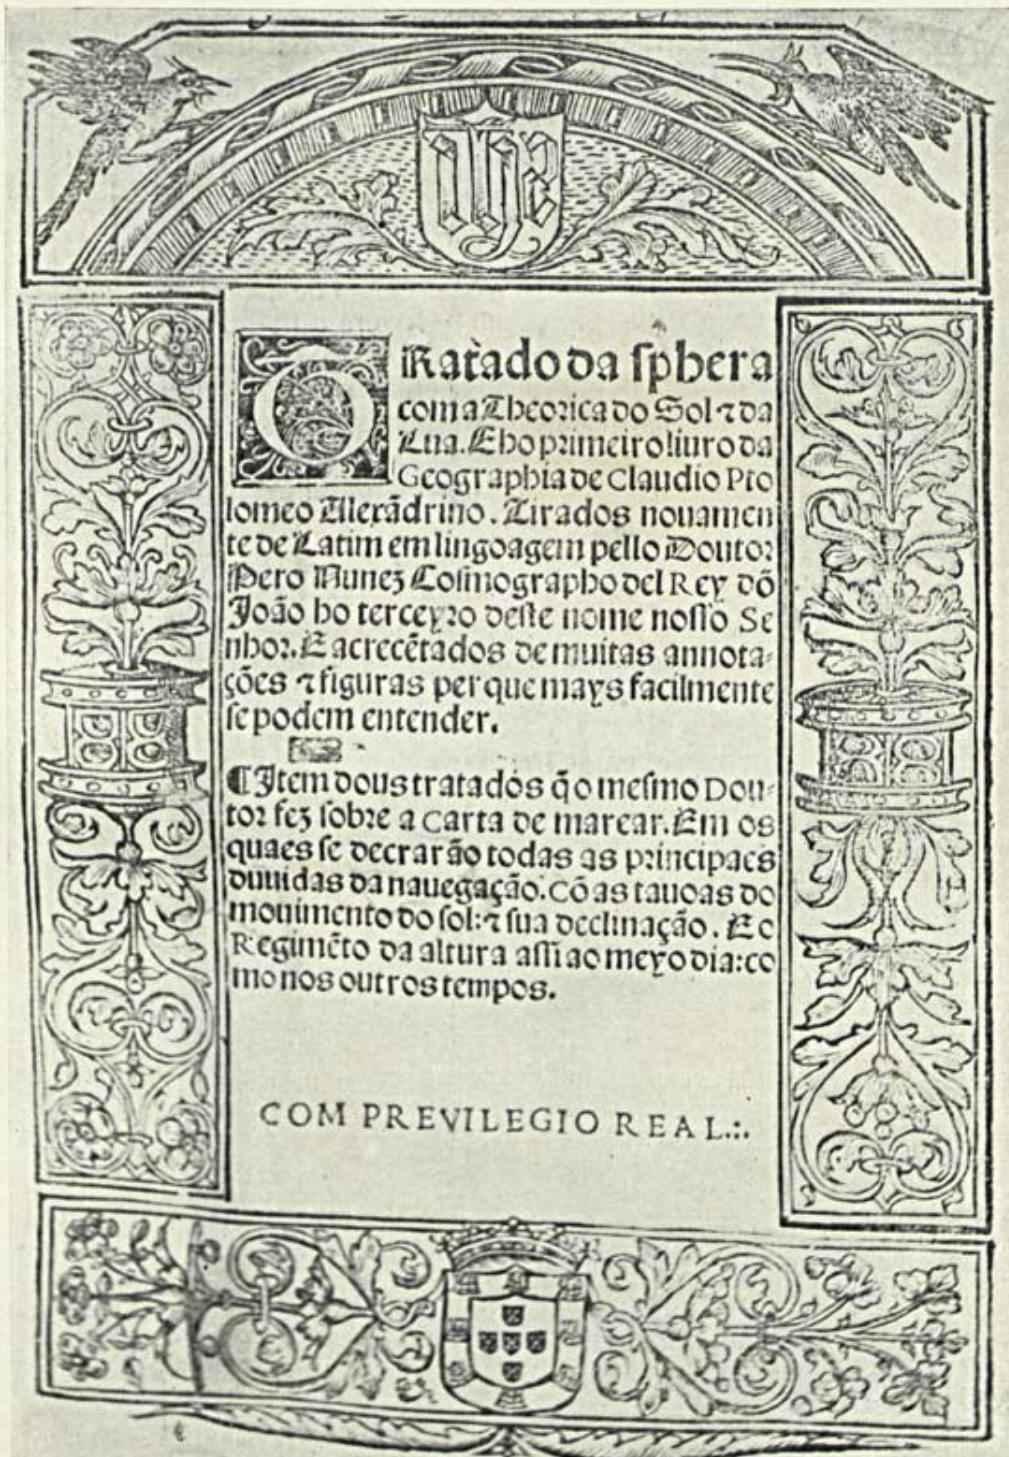 IHS
TRatado da sphera
com a Theorica do Sol ⁊ da
Lua. E ho primeiro liuro da
Geographia de Claudio Pto
lomeo Alexãdrino. Tirados nouamen
te de Latim em lingoagem pello Doutor
Pero Nunez Cosmographo del Rey dõ
João ho terceyro deste nome nosso Se
nhor. E acrecẽtados de muitas annota-
ções ⁊ figuras per que mays facilmente
se podem entender.
¶ Item dous tratados q̃ o mesmo Dou-
tor fez sobre a Carta de marear. Em os
quaes se decrarão todas as principaes
duuidas da nauegação. Cõ as tauoas do
mouimento do sol: ⁊ sua declinação. E o
Regimẽto da altura assi ao meyo dia: co
mo nos outros tempos.
COM PREVILEGIO REAL.:.